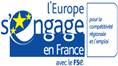 l'Europe
s'engage
en France
avec le FSE
pour la
compétitivité
régionale
et l'emploi